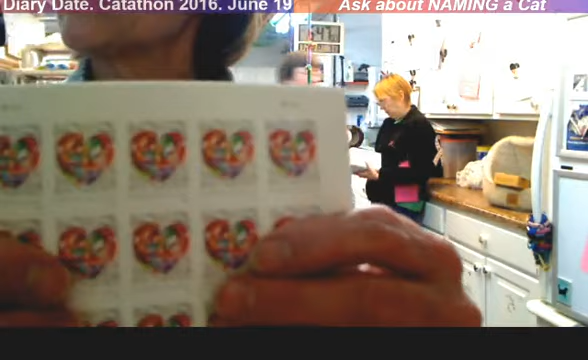 Diary Date. Catathon 2016. June 19
Ask about NAMING a Cat